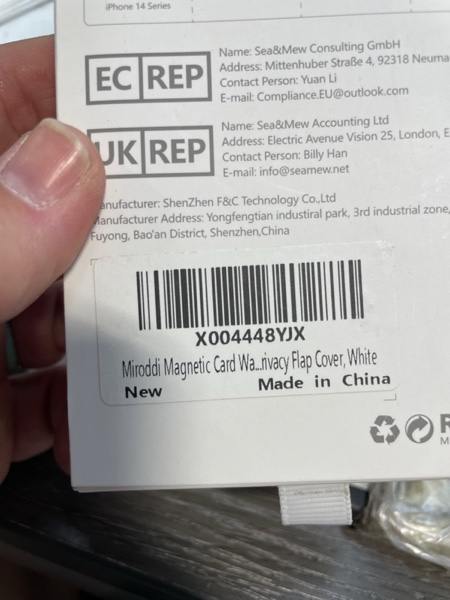 iPhone 14 Series
EC REP
Name: Sea&Mew Consulting GmbH
Address: Mittenhuber Straße 4, 92318 Neuma
Contact Person: Yuan Li
E-mail: Compliance.EU@outlook.com
UK REP
Name: Sea&Mew Accounting Ltd
Address: Electric Avenue Vision 25, London, E
Contact Person: Billy Han
E-mail: info@seamew.net
anufacturer: ShenZhen F&C Technology Co.,Ltd
Manufacturer Address: Yongfengtian industiral park, 3rd industrial zone,
Fuyong, Bao'an District, Shenzhen,China
X004448YJX
Miroddi Magnetic Card Wa...rivacy Flap Cover, White
New
Made in China
R
M